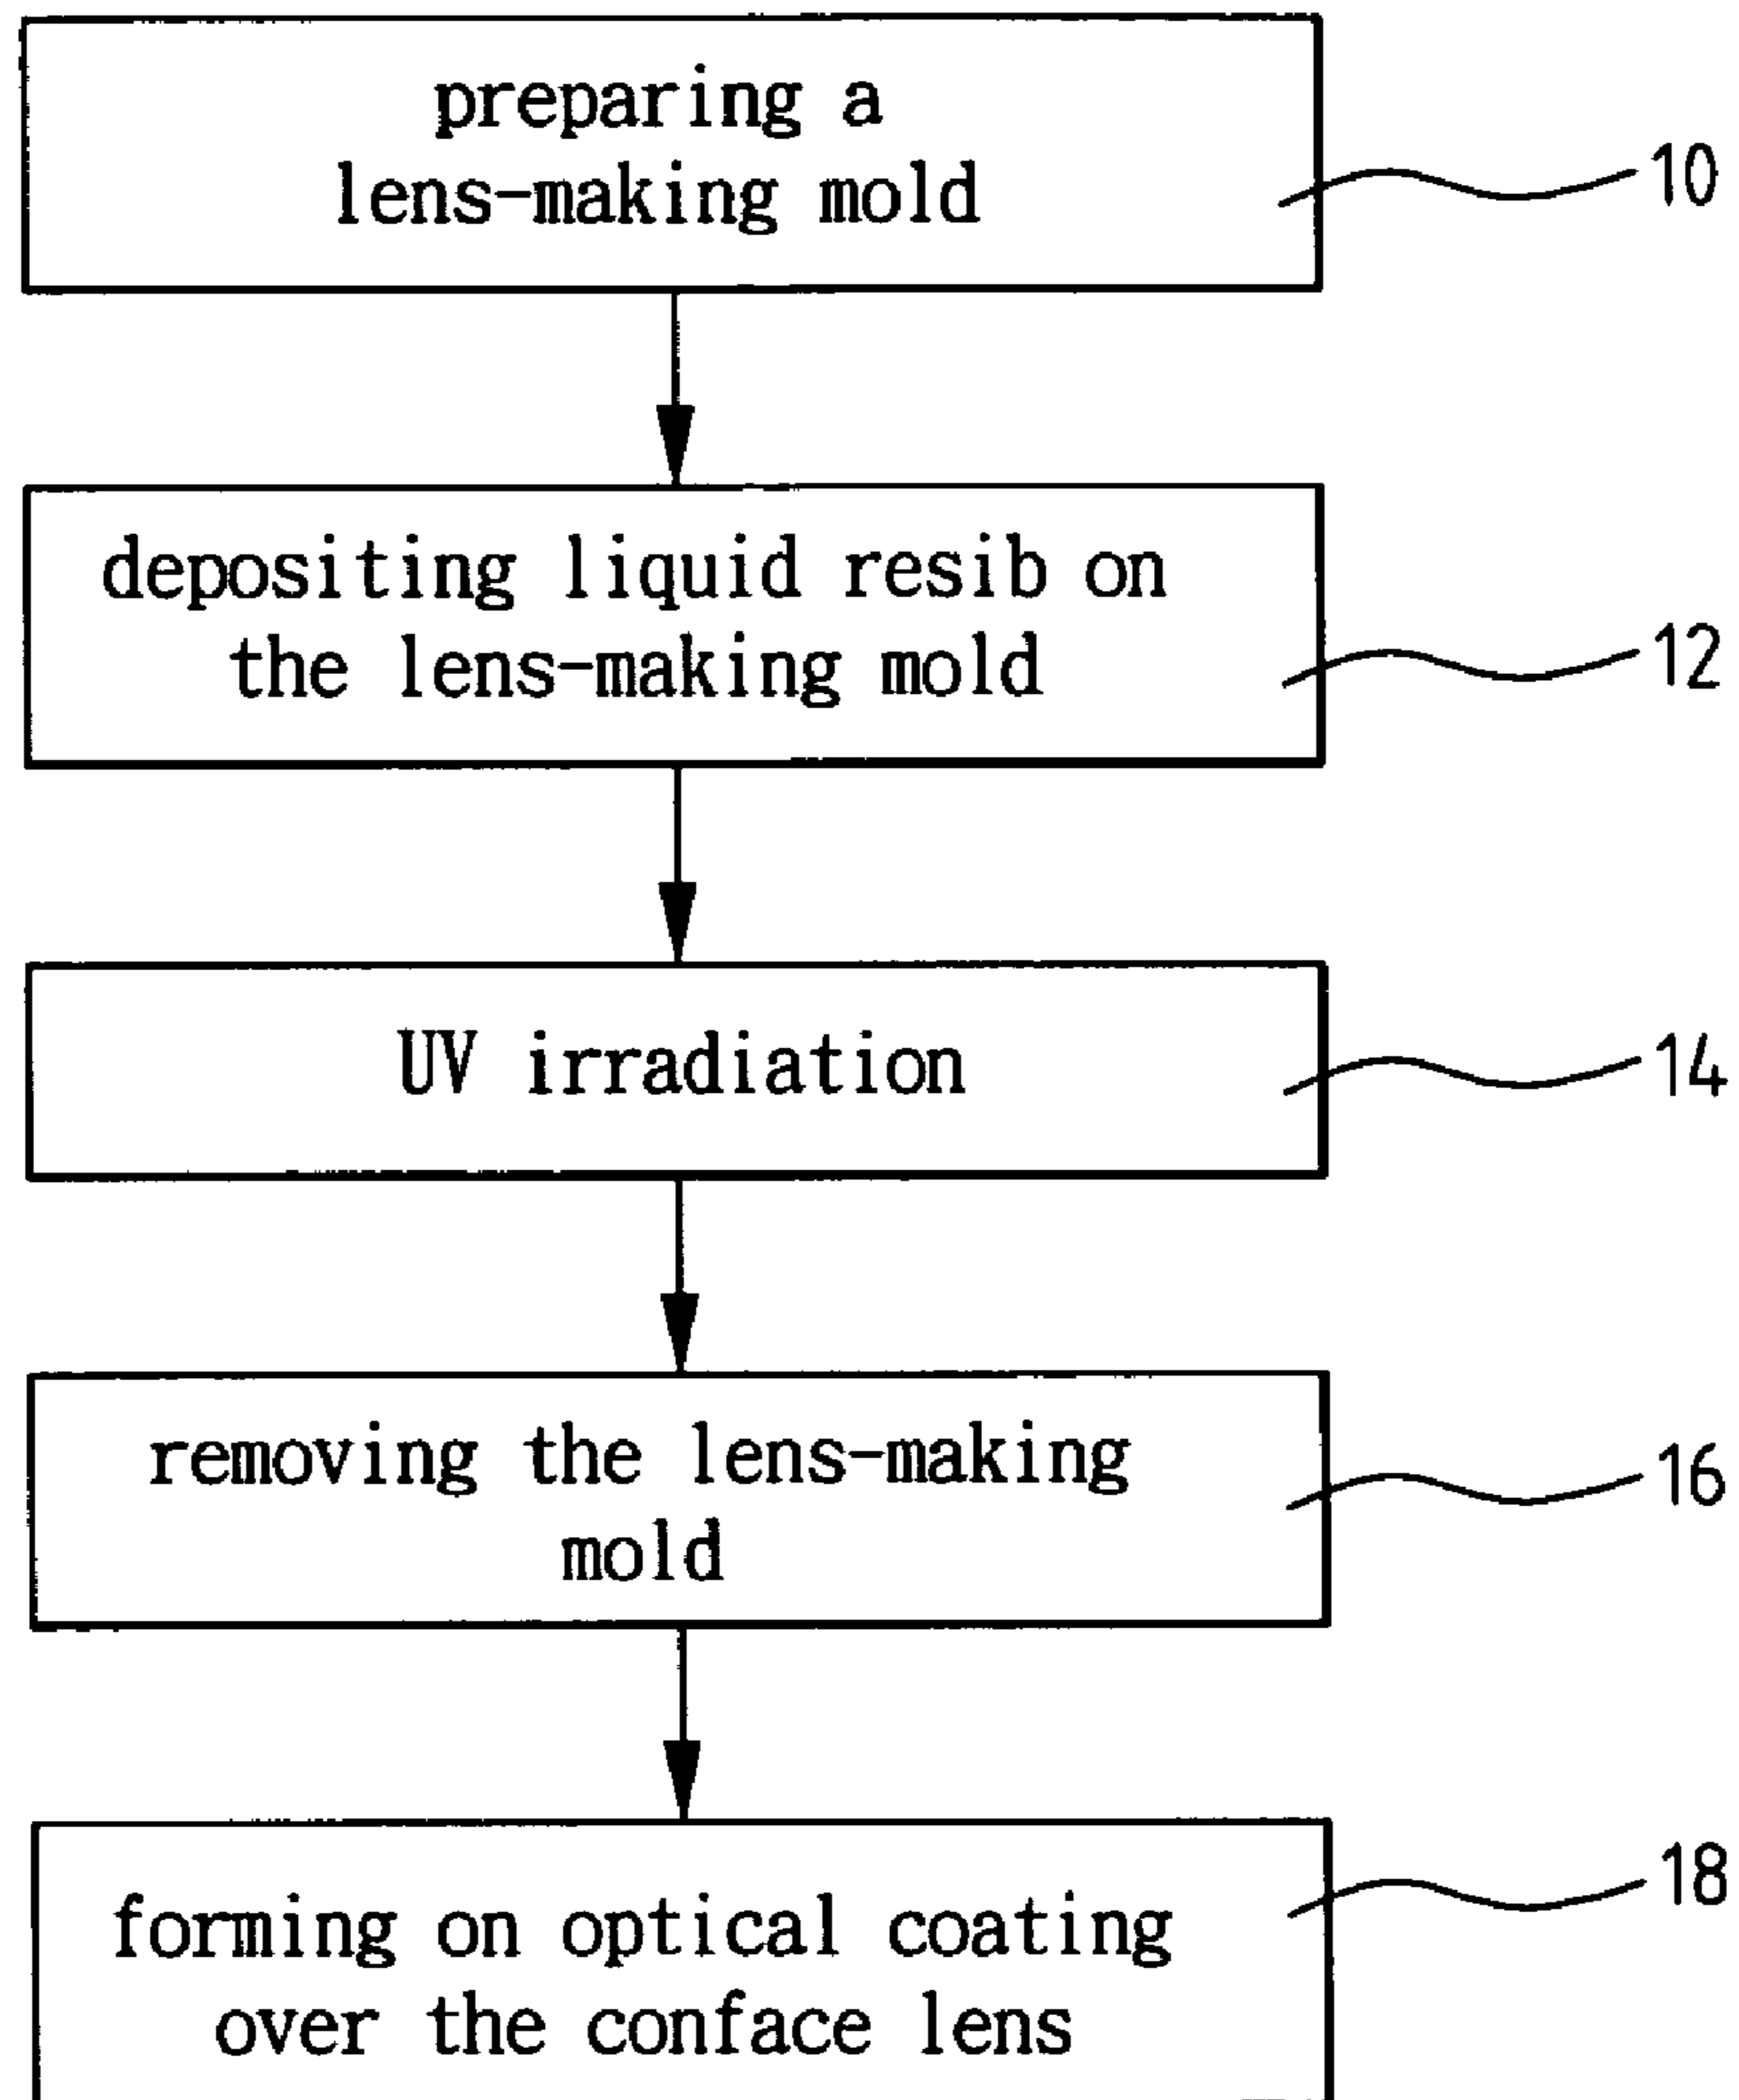 preparing a
lens-making mold
10
depositing liquid resib on
the lens-making mold
12
UV irradiation
14
removing the lens-making
mold
16
forming on optical coating
over the conface lens
18